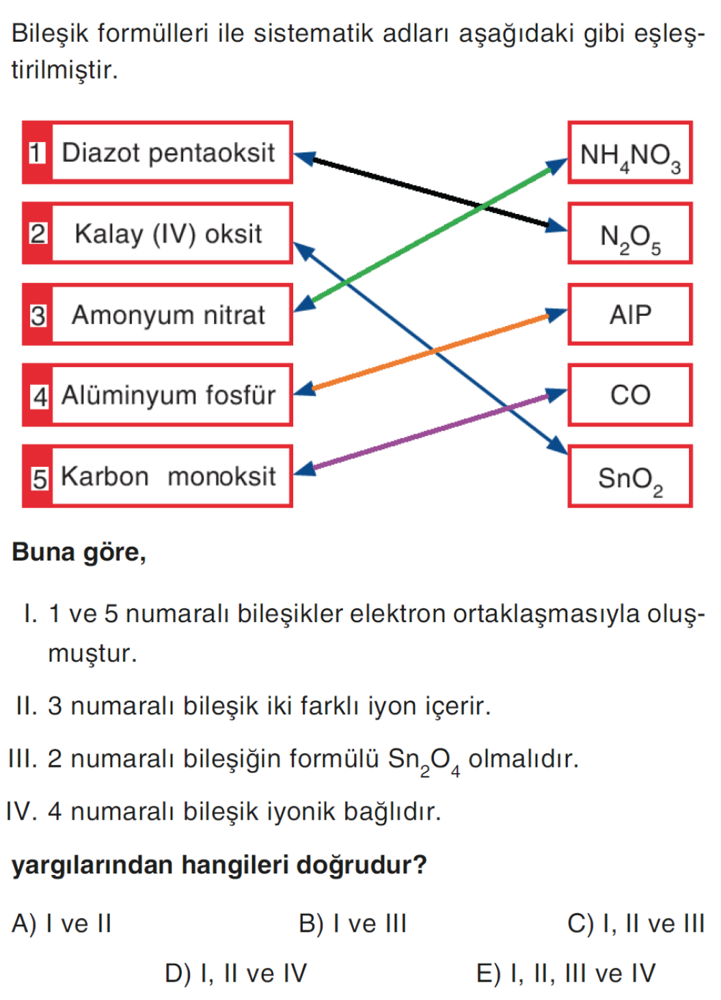 Bileşik formülleri ile sistematik adları aşağıdaki gibi eşleş-
tirilmiştir.
1 Diazot pentaoksit
NH₄NO₃
2 Kalay (IV) oksit
N₂O₅
3 Amonyum nitrat
AlP
4 Alüminyum fosfür
CO
5 Karbon monoksit
SnO₂
Buna göre,
I. 1 ve 5 numaralı bileşikler elektron ortaklaşmasıyla oluş-
muştur.
II. 3 numaralı bileşik iki farklı iyon içerir.
III. 2 numaralı bileşiğin formülü Sn₂O₄ olmalıdır.
IV. 4 numaralı bileşik iyonik bağlıdır.
yargılarından hangileri doğrudur?
A) I ve II B) I ve III C) I, II ve III
D) I, II ve IV E) I, II, III ve IV